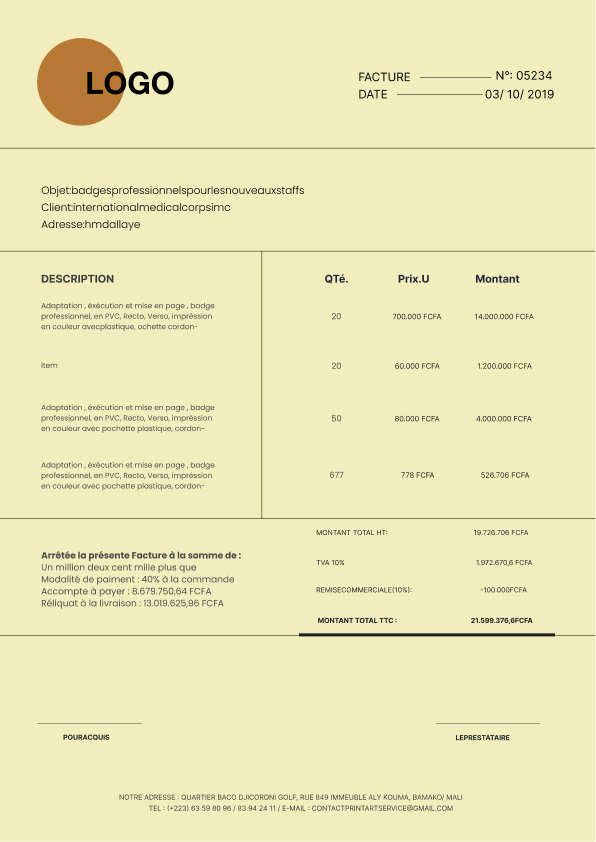 LOGO
FACTURE N°: 05234
DATE 03/ 10/ 2019
Objet:badgesprofessionnelspourlesnouveauxstaffs
Client:internationalmedicalcorpsimc
Adresse:hmdallaye
DESCRIPTION QTé. Prix.U Montant
Adaptation , éxécution et mise en page , badge
professionnel, en PVC, Recto, Verso, impréssion
en couleur avecplastique, ochette cordon-
20 700.000 FCFA 14.000.000 FCFA
item 20 60.000 FCFA 1.200.000 FCFA
Adaptation , éxécution et mise en page , badge
professionnel, en PVC, Recto, Verso, impréssion
en couleur avec pochette plastique, cordon-
50 80.000 FCFA 4.000.000 FCFA
Adaptation , éxécution et mise en page , badge
professionnel, en PVC, Recto, Verso, impréssion
en couleur avec pochette plastique, cordon-
677 778 FCFA 526.706 FCFA
MONTANT TOTAL HT: 19.726.706 FCFA
TVA 10% 1.972.670,6 FCFA
REMISECOMMERCIALE(10%): -100.000FCFA
MONTANT TOTAL TTC : 21.599.376,6FCFA
Arrêtée la présente Facture à la somme de :
Un million deux cent mille plus que
Modalité de paiment : 40% à la commande
Accompte à payer : 8.679.750,64 FCFA
Réliquat à la livraison : 13.019.625,96 FCFA
POURACQUIS LEPRESTATAIRE
NOTRE ADRESSE : QUARTIER BACO DJICORONI GOLF, RUE 849 IMMEUBLE ALY KOUMA, BAMAKO/ MALI
TEL : (+223) 63 59 80 96 / 83 94 24 11 / E-MAIL : CONTACTPRINTARTSERVICE@GMAIL.COM